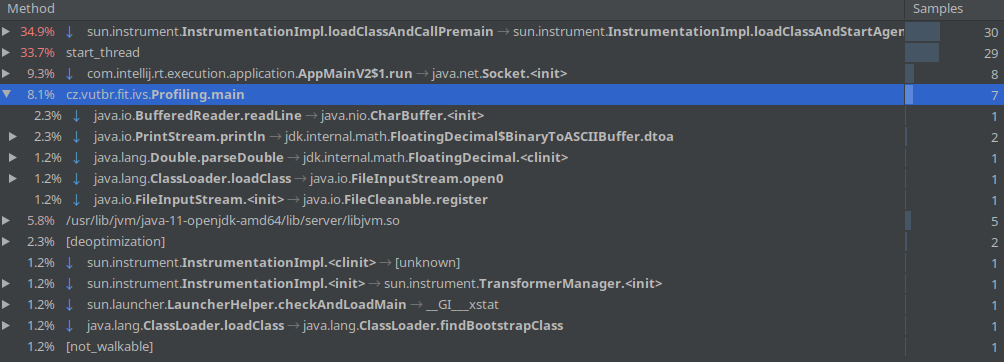 Method Samples
34.9% ↓ sun.instrument.InstrumentationImpl.loadClassAndCallPremain → sun.instrument.InstrumentationImpl.loadClassAndStartAgen 30
33.7% start_thread 29
9.3% ↓ com.intellij.rt.execution.application.AppMainV2$1.run → java.net.Socket.<init> 8
8.1% cz.vutbr.fit.ivs.Profiling.main 7
2.3% ↓ java.io.BufferedReader.readLine → java.nio.CharBuffer.<init> 1
2.3% ↓ java.io.PrintStream.println → jdk.internal.math.FloatingDecimal$BinaryToASCIIBuffer.dtoa 2
1.2% ↓ java.lang.Double.parseDouble → jdk.internal.math.FloatingDecimal.<clinit> 1
1.2% ↓ java.lang.ClassLoader.loadClass → java.io.FileInputStream.open0 1
1.2% ↓ java.io.FileInputStream.<init> → java.io.FileCleanable.register 1
5.8% /usr/lib/jvm/java-11-openjdk-amd64/lib/server/libjvm.so 5
2.3% [deoptimization] 2
1.2% ↓ sun.instrument.InstrumentationImpl.<clinit> → [unknown] 1
1.2% ↓ sun.instrument.InstrumentationImpl.<init> → sun.instrument.TransformerManager.<init> 1
1.2% ↓ sun.launcher.LauncherHelper.checkAndLoadMain → __GI___xstat 1
1.2% ↓ java.lang.ClassLoader.loadClass → java.lang.ClassLoader.findBootstrapClass 1
1.2% [not_walkable] 1